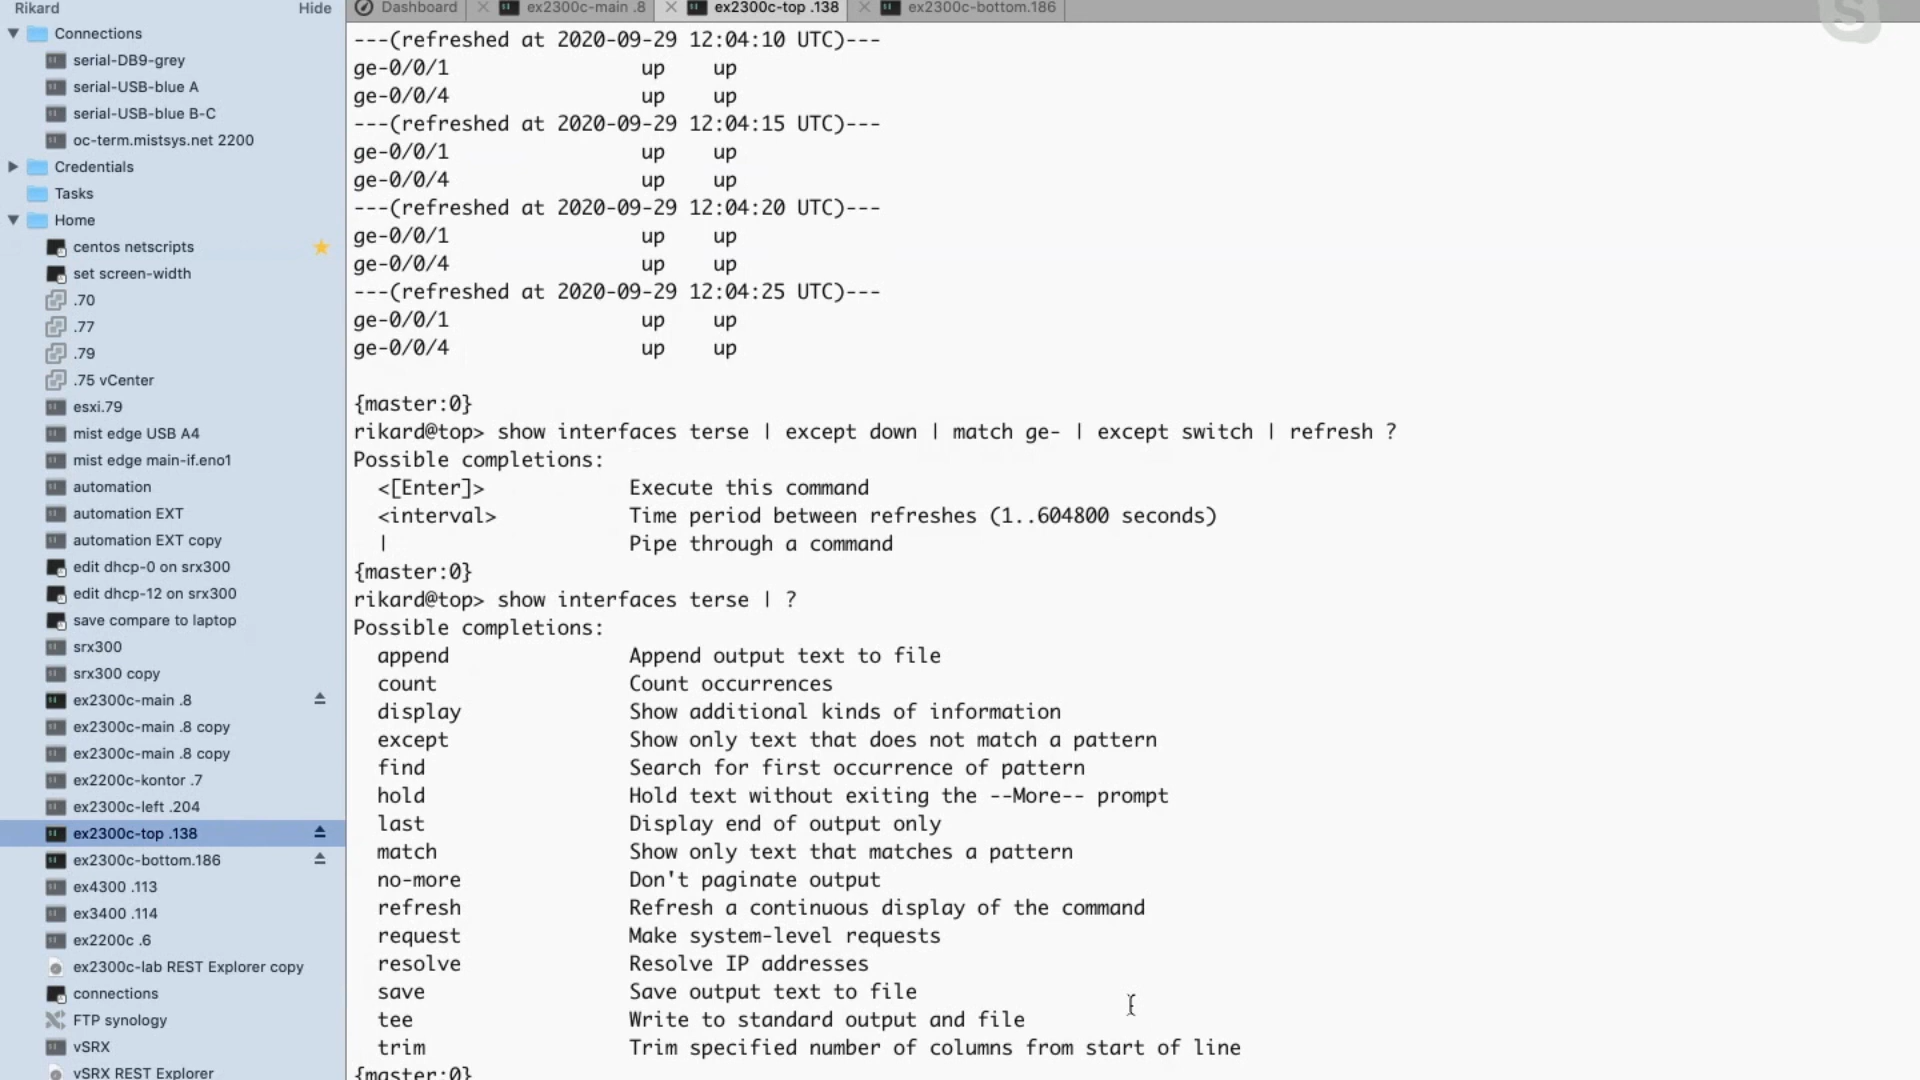 Rikard Hide
Connections
serial-DB9-grey
serial-USB-blue A
serial-USB-blue B-C
oc-term.mistsys.net 2200
Credentials
Tasks
Home
centos netscripts
set screen-width
.70
.77
.79
.75 vCenter
esxi.79
mist edge USB A4
mist edge main-if.eno1
automation
automation EXT
automation EXT copy
edit dhcp-0 on srx300
edit dhcp-12 on srx300
save compare to laptop
srx300
srx300 copy
ex2300c-main .8
ex2300c-main .8 copy
ex2300c-main .8 copy
ex2200c-kontor .7
ex2300c-left .204
ex2300c-top .138
ex2300c-bottom.186
ex4300 .113
ex3400 .114
ex2200c .6
ex2300c-lab REST Explorer copy
connections
FTP synology
vSRX
vSRX REST Explorer
Dashboard ex2300c-main .8 ex2300c-top .138 ex2300c-bottom.186
---(refreshed at 2020-09-29 12:04:10 UTC)---
ge-0/0/1 up up
ge-0/0/4 up up
---(refreshed at 2020-09-29 12:04:15 UTC)---
ge-0/0/1 up up
ge-0/0/4 up up
---(refreshed at 2020-09-29 12:04:20 UTC)---
ge-0/0/1 up up
ge-0/0/4 up up
---(refreshed at 2020-09-29 12:04:25 UTC)---
ge-0/0/1 up up
ge-0/0/4 up up
{master:0}
rikard@top> show interfaces terse | except down | match ge- | except switch | refresh ?
Possible completions:
<[Enter]> Execute this command
<interval> Time period between refreshes (1..604800 seconds)
| Pipe through a command
{master:0}
rikard@top> show interfaces terse | ?
Possible completions:
append Append output text to file
count Count occurrences
display Show additional kinds of information
except Show only text that does not match a pattern
find Search for first occurrence of pattern
hold Hold text without exiting the --More-- prompt
last Display end of output only
match Show only text that matches a pattern
no-more Don't paginate output
refresh Refresh a continuous display of the command
request Make system-level requests
resolve Resolve IP addresses
save Save output text to file
tee Write to standard output and file
trim Trim specified number of columns from start of line
{master:0}